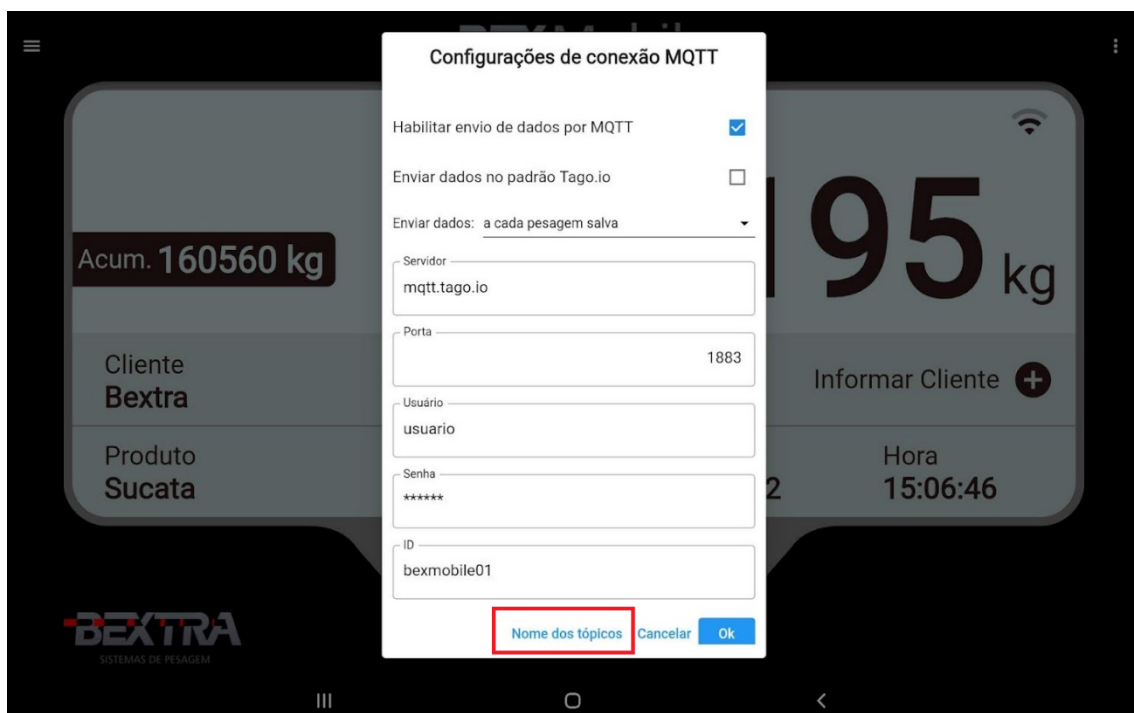 Configurações de conexão MQTT
Habilitar envio de dados por MQTT
Enviar dados no padrão Tago.io
Enviar dados: a cada pesagem salva
Servidor
mqtt.tago.io
Porta
1883
Usuário
usuario
Senha
******
ID
bexmobile01
Nome dos tópicos Cancelar Ok
Acum. 160560 kg
195 kg
Cliente
Bextra
Informar Cliente
Produto
Sucata
2
Hora
15:06:46
BEXTRA
SISTEMAS DE PESAGEM